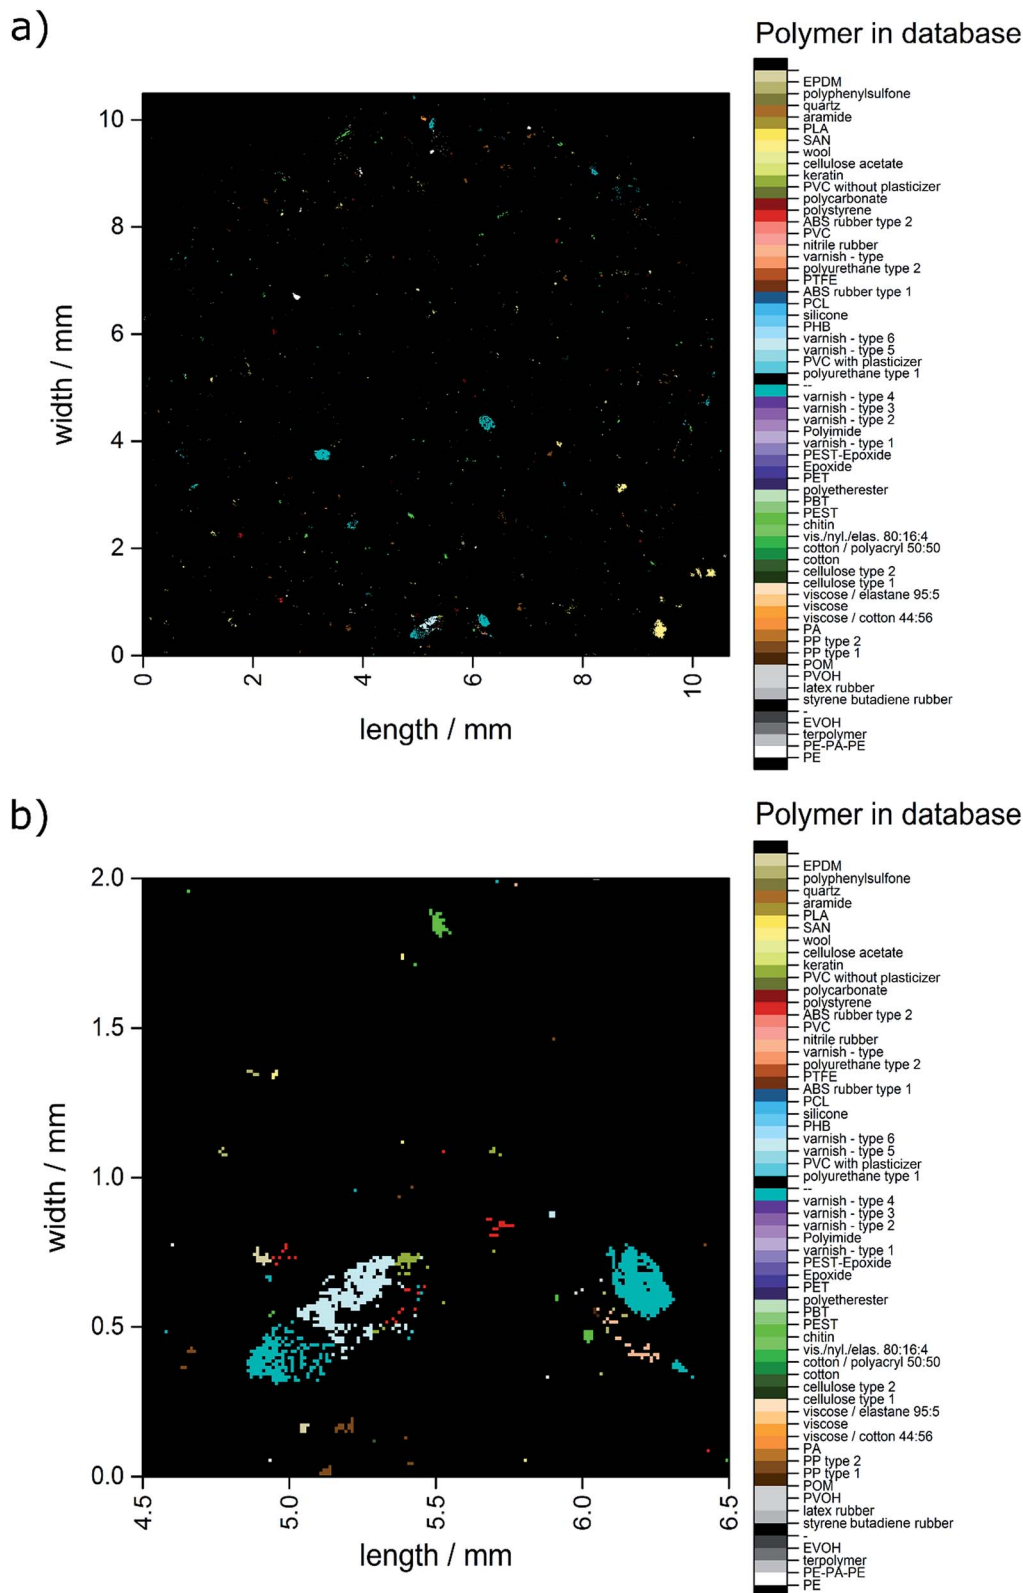 a)
Polymer in database
EPDM
polyphenylsulfone
quartz
aramide
PLA
SAN
wool
cellulose acetate
keratin
PVC without plasticizer
polycarbonate
polystyrene
ABS rubber type 2
PVC
nitrile rubber
varnish - type
polyurethane type 2
PTFE
ABS rubber type 1
PCL
silicone
PHB
varnish - type 6
varnish - type 5
PVC with plasticizer
polyurethane type 1
--
varnish - type 4
varnish - type 3
varnish - type 2
Polyimide
varnish - type 1
PEST-Epoxide
Epoxide
PET
polyetherester
PBT
PEST
chitin
vis./nyl./elas. 80:16:4
cotton / polyacryl 50:50
cotton
cellulose type 2
cellulose type 1
viscose / elastane 95:5
viscose
viscose / cotton 44:56
PA
PP type 2
PP type 1
POM
PVOH
latex rubber
styrene butadiene rubber
-
EVOH
terpolymer
PE-PA-PE
PE
10
8
6
4
2
0
width / mm
0 2 4 6 8 10
length / mm
b)
Polymer in database
EPDM
polyphenylsulfone
quartz
aramide
PLA
SAN
wool
cellulose acetate
keratin
PVC without plasticizer
polycarbonate
polystyrene
ABS rubber type 2
PVC
nitrile rubber
varnish - type
polyurethane type 2
PTFE
ABS rubber type 1
PCL
silicone
PHB
varnish - type 6
varnish - type 5
PVC with plasticizer
polyurethane type 1
--
varnish - type 4
varnish - type 3
varnish - type 2
Polyimide
varnish - type 1
PEST-Epoxide
Epoxide
PET
polyetherester
PBT
PEST
chitin
vis./nyl./elas. 80:16:4
cotton / polyacryl 50:50
cotton
cellulose type 2
cellulose type 1
viscose / elastane 95:5
viscose
viscose / cotton 44:56
PA
PP type 2
PP type 1
POM
PVOH
latex rubber
styrene butadiene rubber
-
EVOH
terpolymer
PE-PA-PE
PE
2.0
1.5
1.0
0.5
0.0
width / mm
4.5 5.0 5.5 6.0 6.5
length / mm